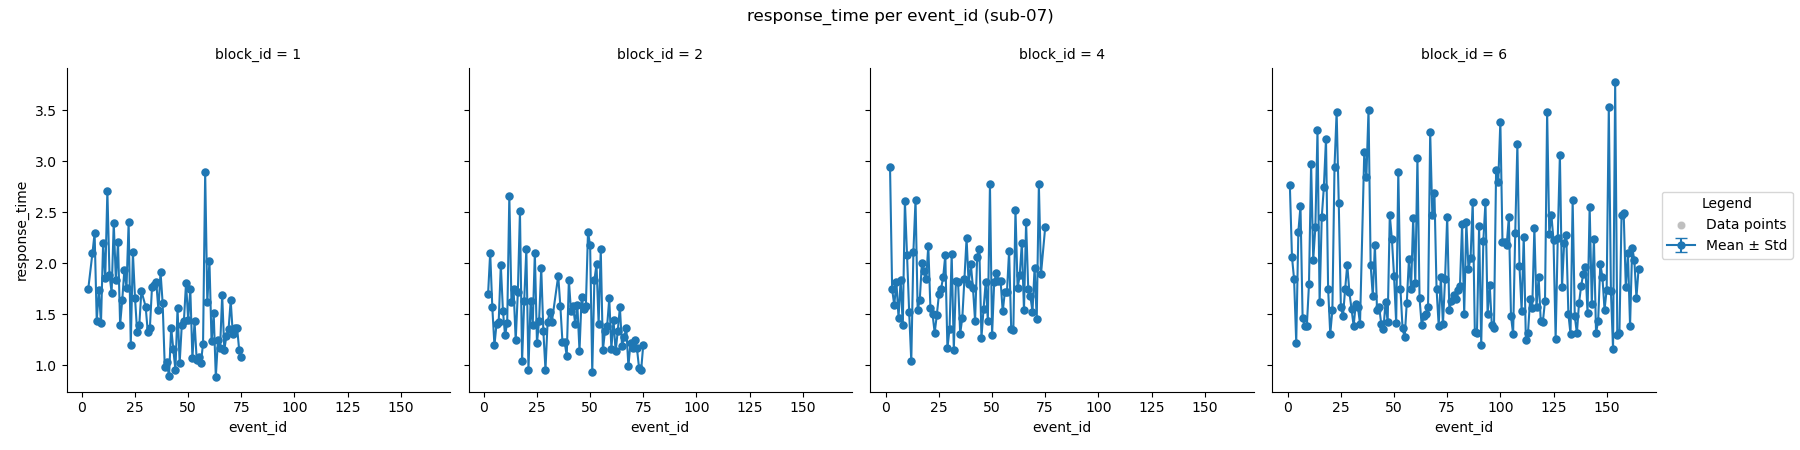 response_time per event_id (sub-07)
block_id = 1
block_id = 2
block_id = 4
block_id = 6
response_time
3.5
3.0
2.5
2.0
1.5
1.0
0 25 50 75 100 125 150
0 25 50 75 100 125 150
0 25 50 75 100 125 150
0 25 50 75 100 125 150
event_id
event_id
event_id
event_id
Legend
Data points
Mean ± Std